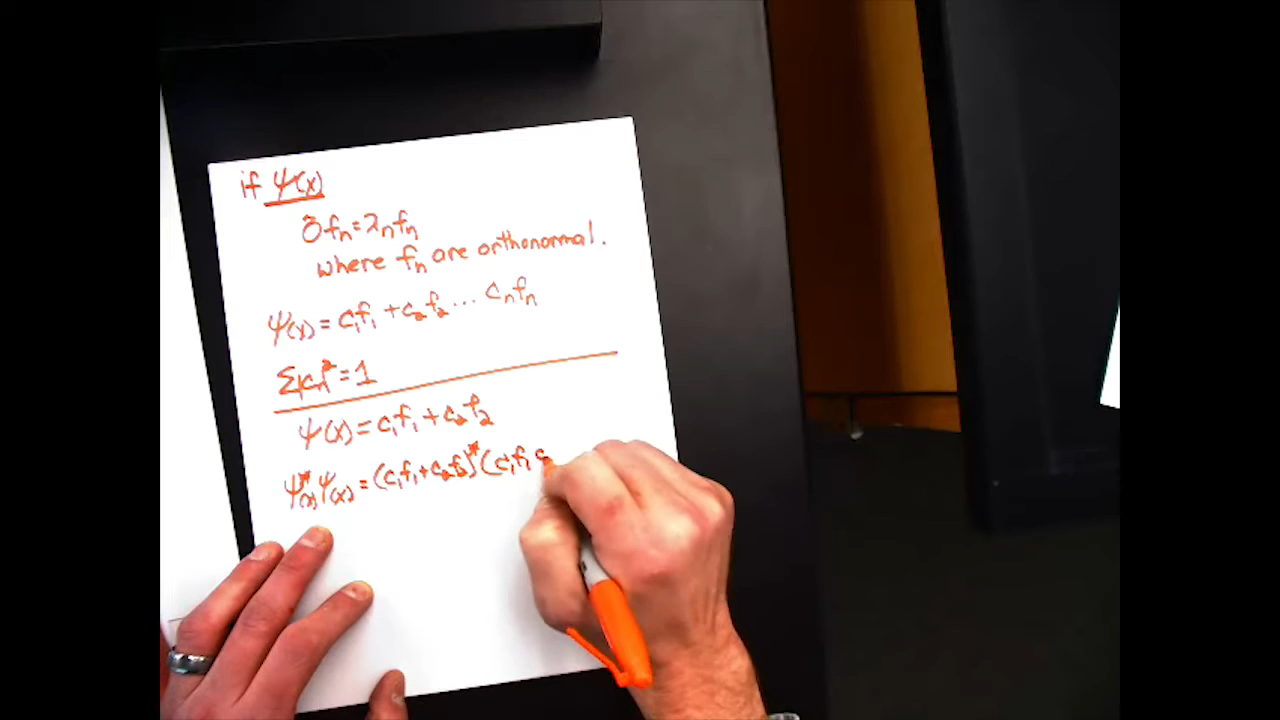 if ψ(x)
ôfₙ=λₙfₙ
where fₙ are orthonormal.
ψ(x) = c₁f₁ + c₂f₂ ... cₙfₙ
Σ|cₙ|² = 1
ψ(x) = c₁f₁ + c₂f₂
ψ*(x)ψ(x) = (c₁f₁+c₂f₂)*(c₁f₁ c